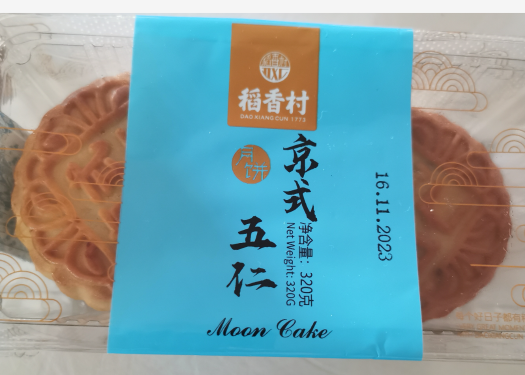 DXC
稻香村
DAO XIANG CUN 1773
月饼
京式
五仁
净含量：320克
Net Weight: 320G
16.11.2023
Moon Cake